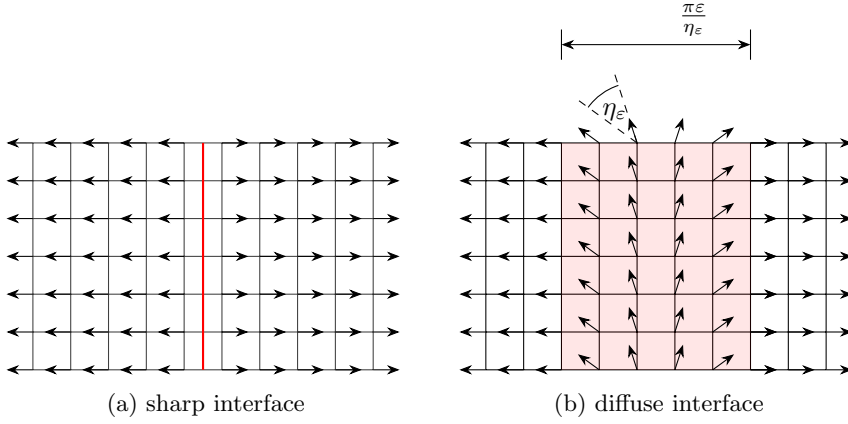 πε
η_ε
η_ε
(a) sharp interface
(b) diffuse interface